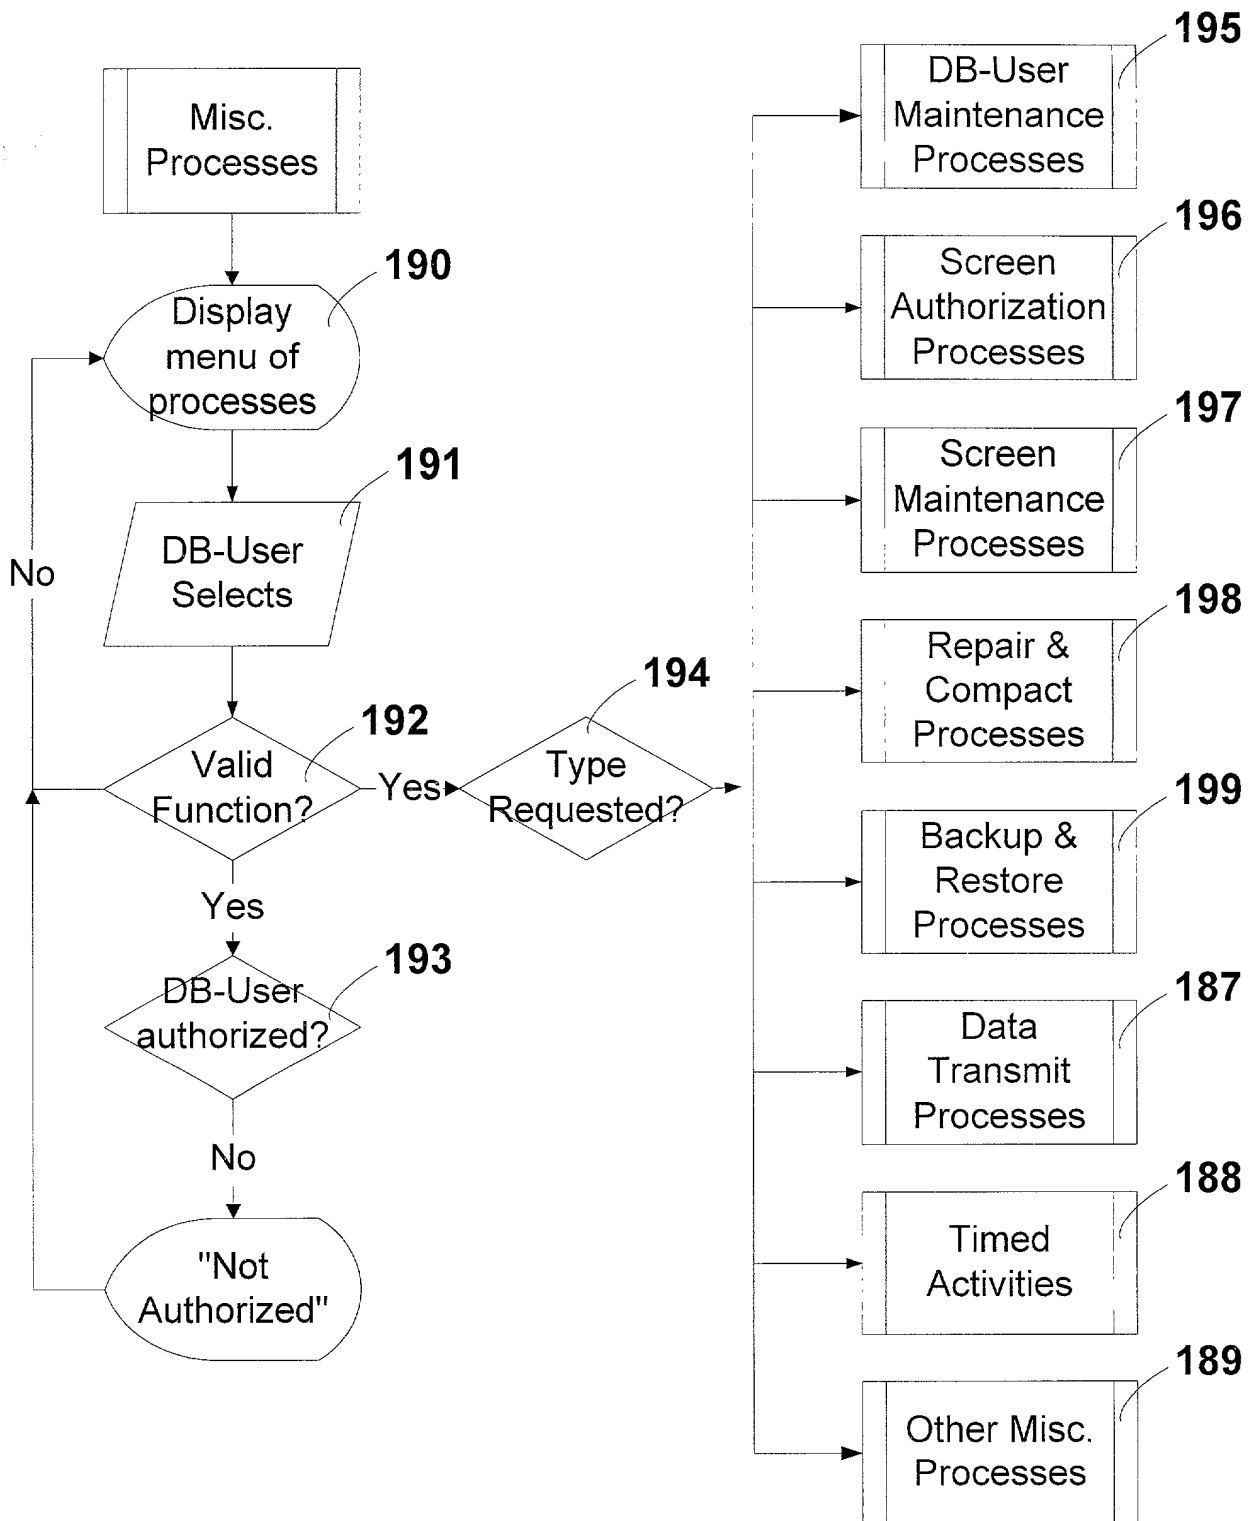 Misc.
Processes
190
Display
menu of
processes
191
DB-User
Selects
No
192
Valid
Function?
Yes
194
Type
Requested?
Yes
193
DB-User
authorized?
No
"Not
Authorized"
195
DB-User
Maintenance
Processes
196
Screen
Authorization
Processes
197
Screen
Maintenance
Processes
198
Repair &
Compact
Processes
199
Backup &
Restore
Processes
187
Data
Transmit
Processes
188
Timed
Activities
189
Other Misc.
Processes